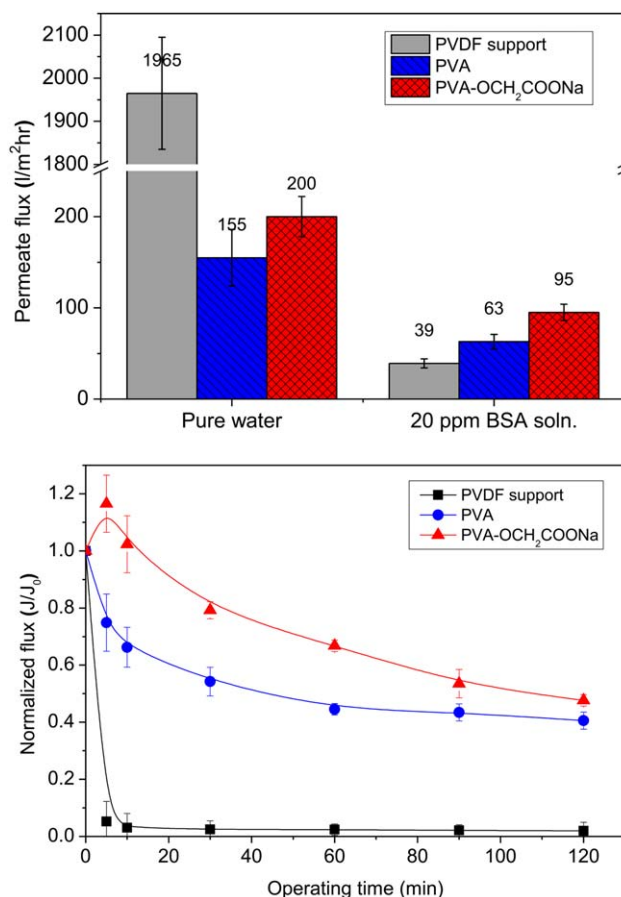 2100
2000
1900
1800
200
100
0
Permeate flux (l/m²hr)
PVDF support
PVA
PVA-OCH₂COONa
1965
155
200
39
63
95
Pure water
20 ppm BSA soln.
1.2
1.0
0.8
0.6
0.4
0.2
0.0
Normalized flux (J/J₀)
PVDF support
PVA
PVA-OCH₂COONa
0
20
40
60
80
100
120
Operating time (min)